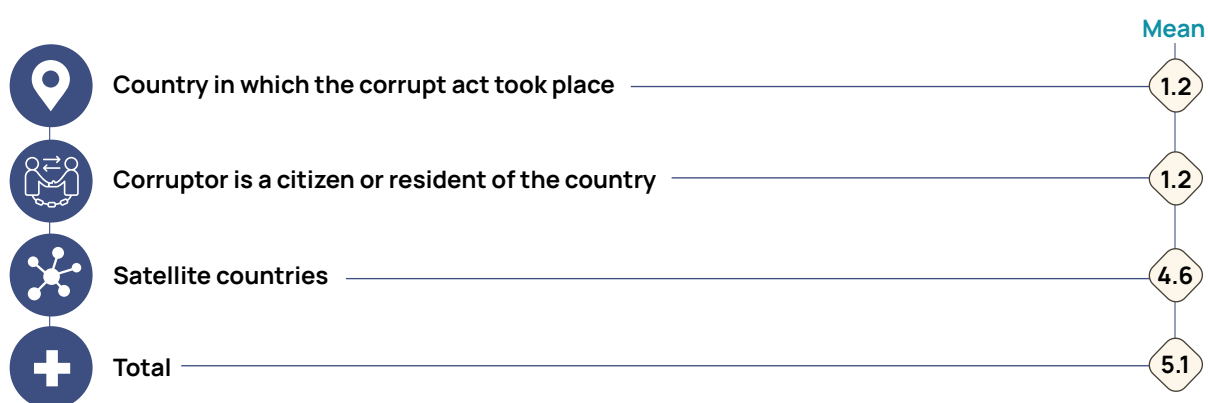 Mean
Country in which the corrupt act took place 1.2
Corruptor is a citizen or resident of the country 1.2
Satellite countries 4.6
Total 5.1